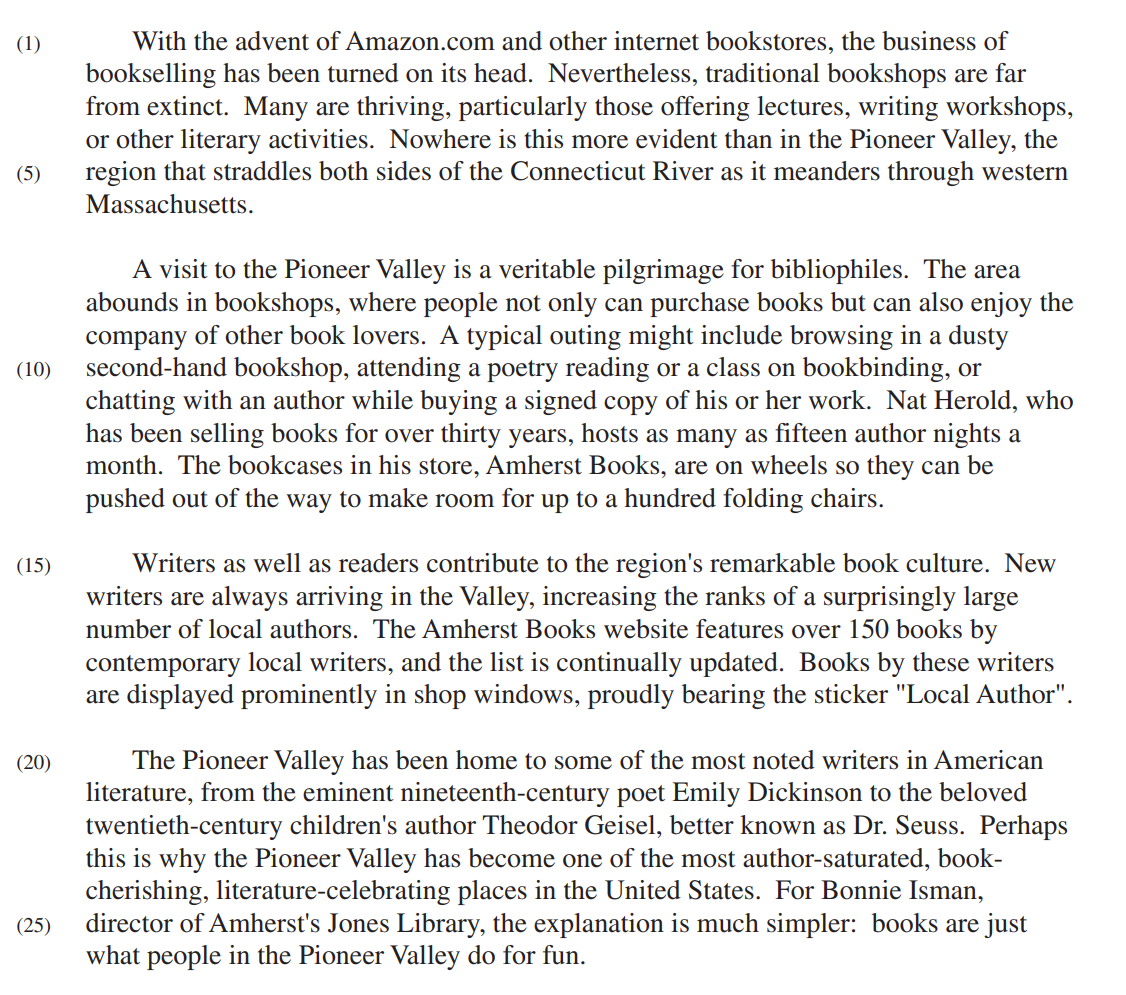 (1) With the advent of Amazon.com and other internet bookstores, the business of
bookselling has been turned on its head.  Nevertheless, traditional bookshops are far
from extinct.  Many are thriving, particularly those offering lectures, writing workshops,
or other literary activities.  Nowhere is this more evident than in the Pioneer Valley, the
(5) region that straddles both sides of the Connecticut River as it meanders through western
Massachusetts.
A visit to the Pioneer Valley is a veritable pilgrimage for bibliophiles.  The area
abounds in bookshops, where people not only can purchase books but can also enjoy the
company of other book lovers.  A typical outing might include browsing in a dusty
(10) second-hand bookshop, attending a poetry reading or a class on bookbinding, or
chatting with an author while buying a signed copy of his or her work.  Nat Herold, who
has been selling books for over thirty years, hosts as many as fifteen author nights a
month.  The bookcases in his store, Amherst Books, are on wheels so they can be
pushed out of the way to make room for up to a hundred folding chairs.
(15) Writers as well as readers contribute to the region's remarkable book culture.  New
writers are always arriving in the Valley, increasing the ranks of a surprisingly large
number of local authors.  The Amherst Books website features over 150 books by
contemporary local writers, and the list is continually updated.  Books by these writers
are displayed prominently in shop windows, proudly bearing the sticker "Local Author".
(20) The Pioneer Valley has been home to some of the most noted writers in American
literature, from the eminent nineteenth-century poet Emily Dickinson to the beloved
twentieth-century children's author Theodor Geisel, better known as Dr. Seuss.  Perhaps
this is why the Pioneer Valley has become one of the most author-saturated, book-
cherishing, literature-celebrating places in the United States.  For Bonnie Isman,
(25) director of Amherst's Jones Library, the explanation is much simpler:  books are just
what people in the Pioneer Valley do for fun.